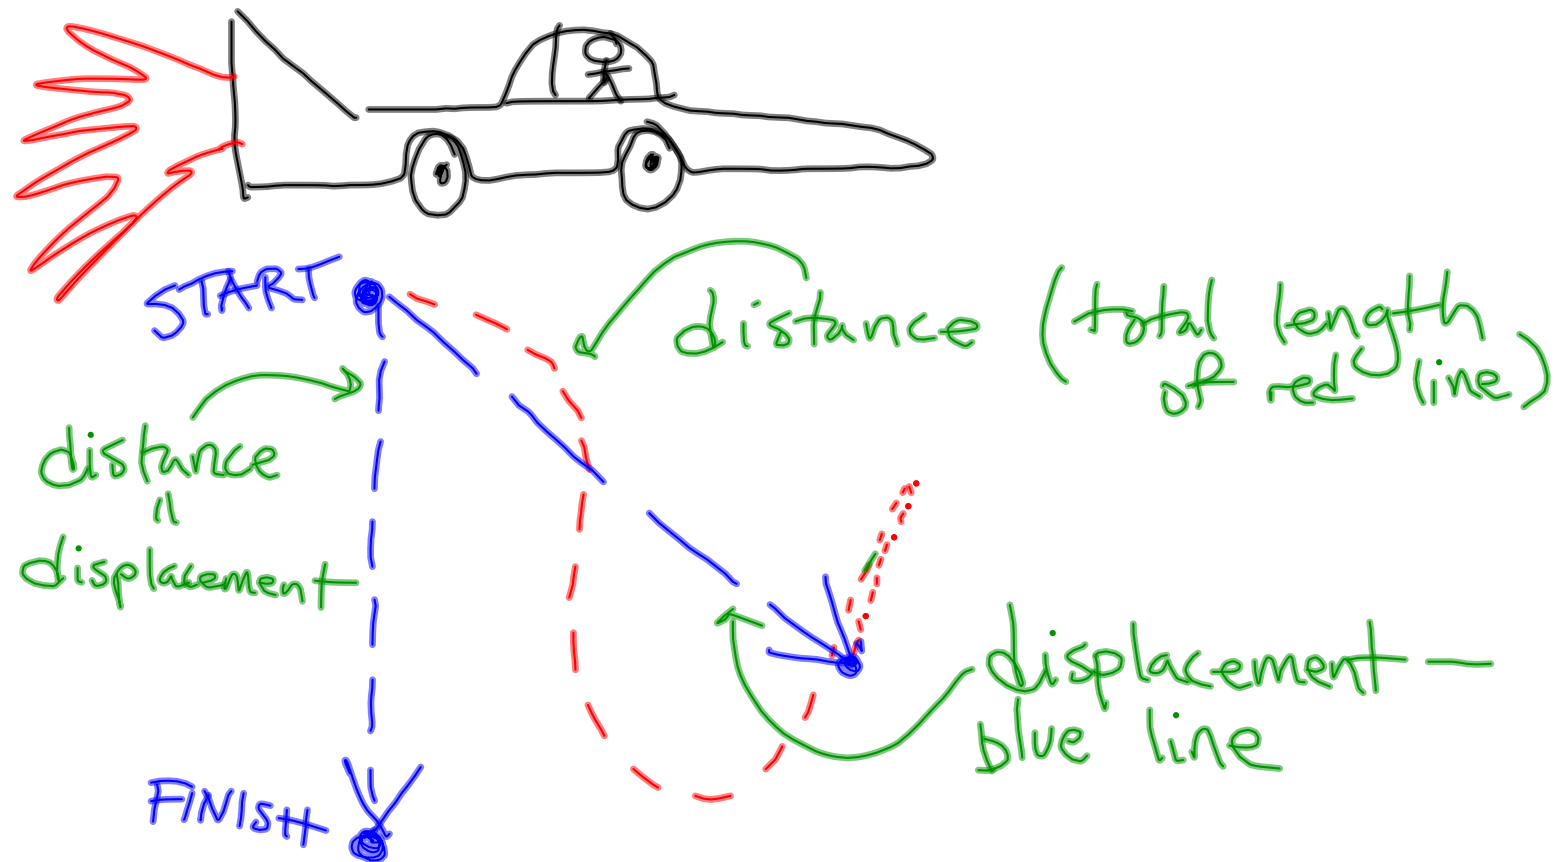 START
distance (total length
of red line)
distance
=
displacement
displacement —
blue line
FINISH